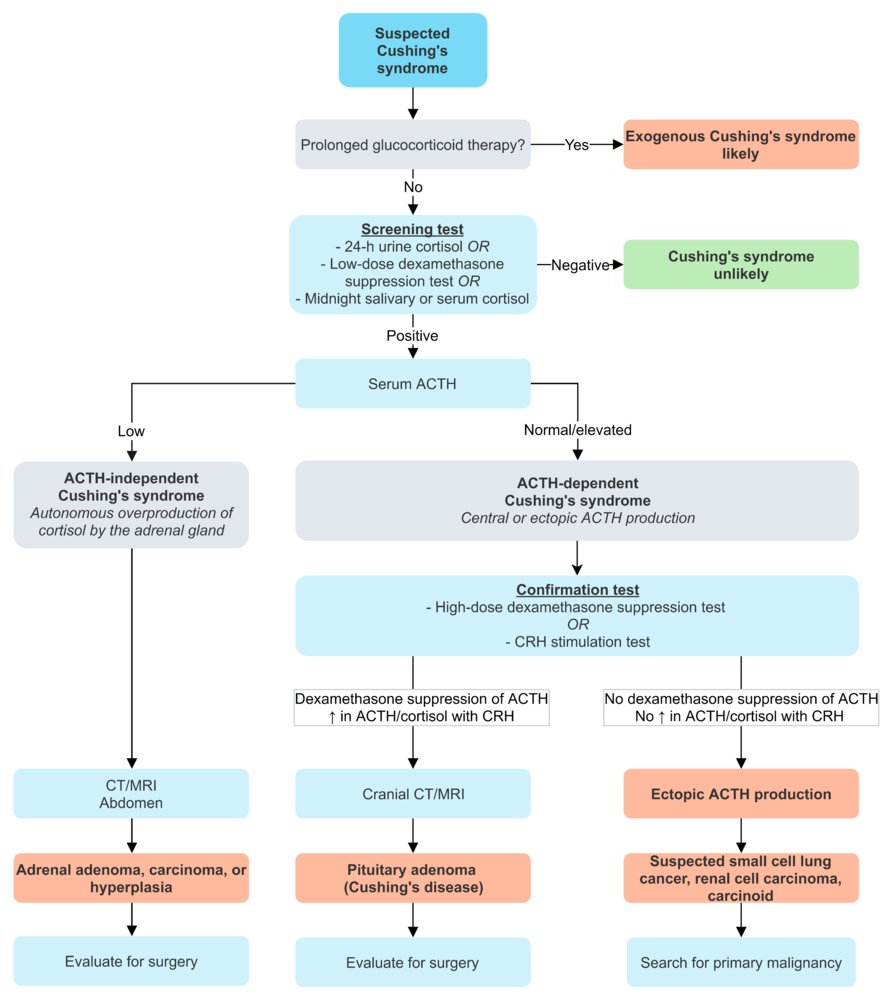 Suspected
Cushing's
syndrome
Prolonged glucocorticoid therapy?
Yes
Exogenous Cushing's syndrome
likely
No
Screening test
- 24-h urine cortisol OR
- Low-dose dexamethasone
suppression test OR
- Midnight salivary or serum cortisol
Negative
Cushing's syndrome
unlikely
Positive
Serum ACTH
Low
Normal/elevated
ACTH-independent
Cushing's syndrome
Autonomous overproduction of
cortisol by the adrenal gland
ACTH-dependent
Cushing's syndrome
Central or ectopic ACTH production
Confirmation test
- High-dose dexamethasone suppression test
OR
- CRH stimulation test
Dexamethasone suppression of ACTH
↑ in ACTH/cortisol with CRH
No dexamethasone suppression of ACTH
No ↑ in ACTH/cortisol with CRH
CT/MRI
Abdomen
Cranial CT/MRI
Ectopic ACTH production
Adrenal adenoma, carcinoma, or
hyperplasia
Pituitary adenoma
(Cushing's disease)
Suspected small cell lung
cancer, renal cell carcinoma,
carcinoid
Evaluate for surgery
Evaluate for surgery
Search for primary malignancy